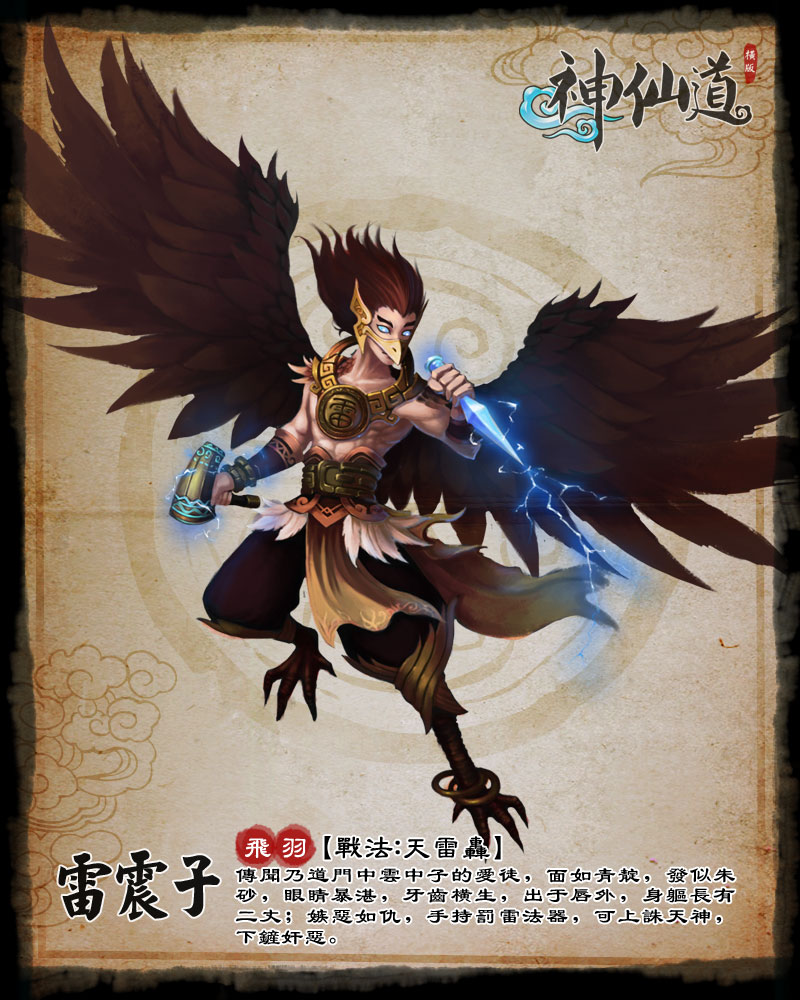 神仙道
橫版
雷
雷震子
飛羽【戰法:天雷轟】
傳聞乃道門中雲中子的愛徒，面如青靛，發似朱
砂，眼睛暴湛，牙齒橫生，出于唇外，身軀長有
二丈；嫉惡如仇，手持罰雷法器，可上誅天神，
下鏟奸惡。